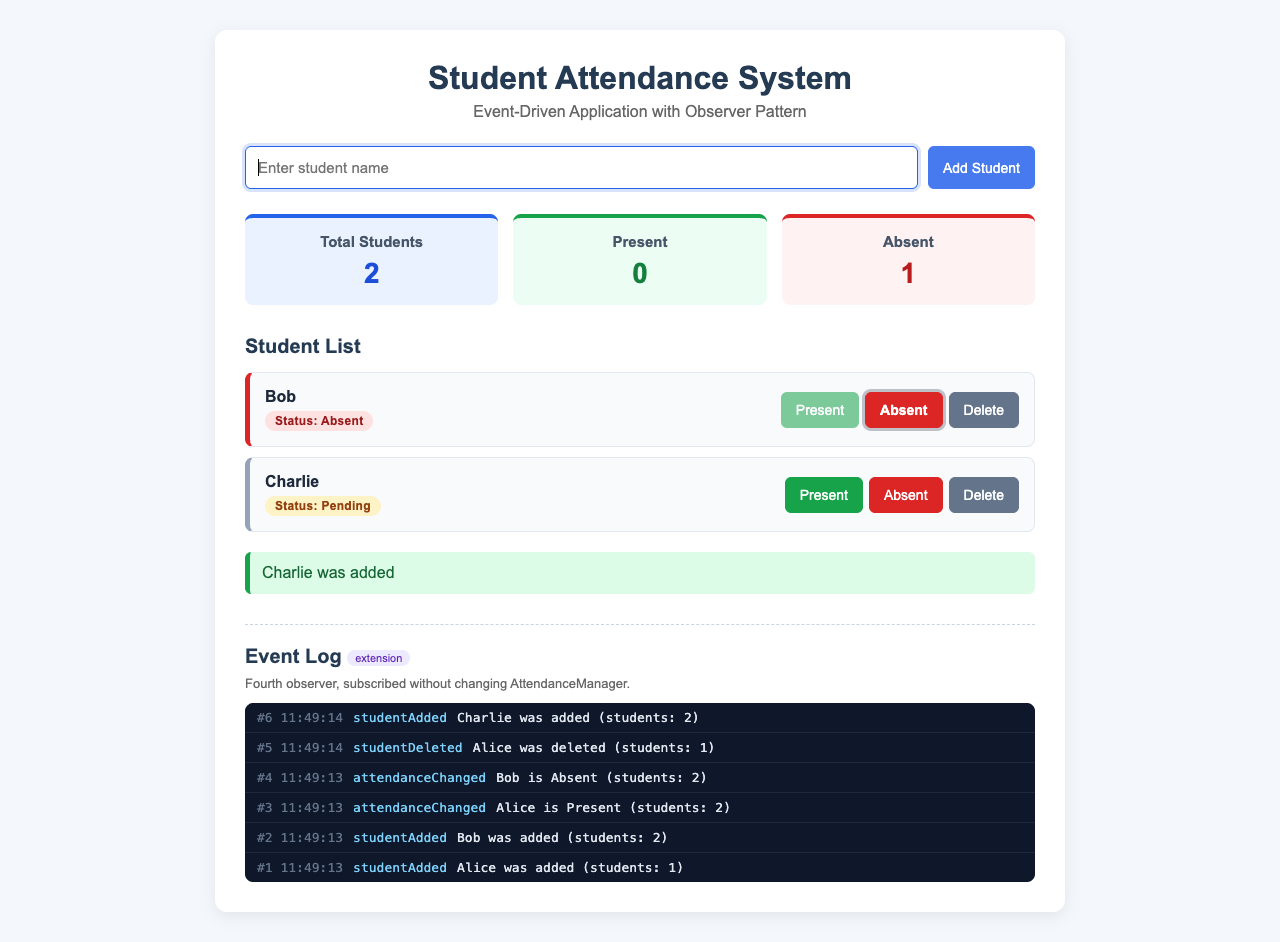 Student Attendance System
Event-Driven Application with Observer Pattern
Enter student name
Add Student
Total Students
2
Present
0
Absent
1
Student List
Bob
Status: Absent
Present
Absent
Delete
Charlie
Status: Pending
Present
Absent
Delete
Charlie was added
Event Log extension
Fourth observer, subscribed without changing AttendanceManager.
#6 11:49:14 studentAdded Charlie was added (students: 2)
#5 11:49:14 studentDeleted Alice was deleted (students: 1)
#4 11:49:13 attendanceChanged Bob is Absent (students: 2)
#3 11:49:13 attendanceChanged Alice is Present (students: 2)
#2 11:49:13 studentAdded Bob was added (students: 2)
#1 11:49:13 studentAdded Alice was added (students: 1)